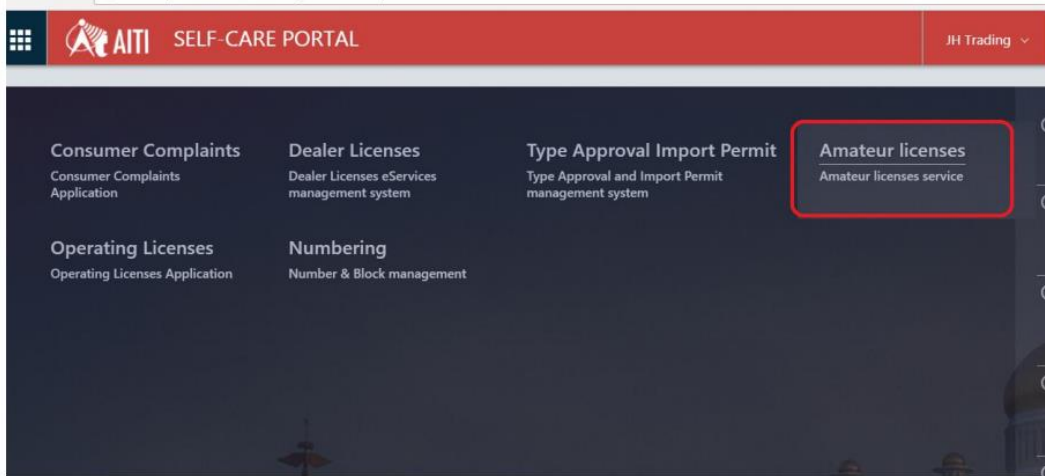 AITI SELF-CARE PORTAL JH Trading
Consumer Complaints
Consumer Complaints
Application
Dealer Licenses
Dealer Licenses eServices
management system
Type Approval Import Permit
Type Approval and Import Permit
management system
Amateur licenses
Amateur licenses service
Operating Licenses
Operating Licenses Application
Numbering
Number & Block management